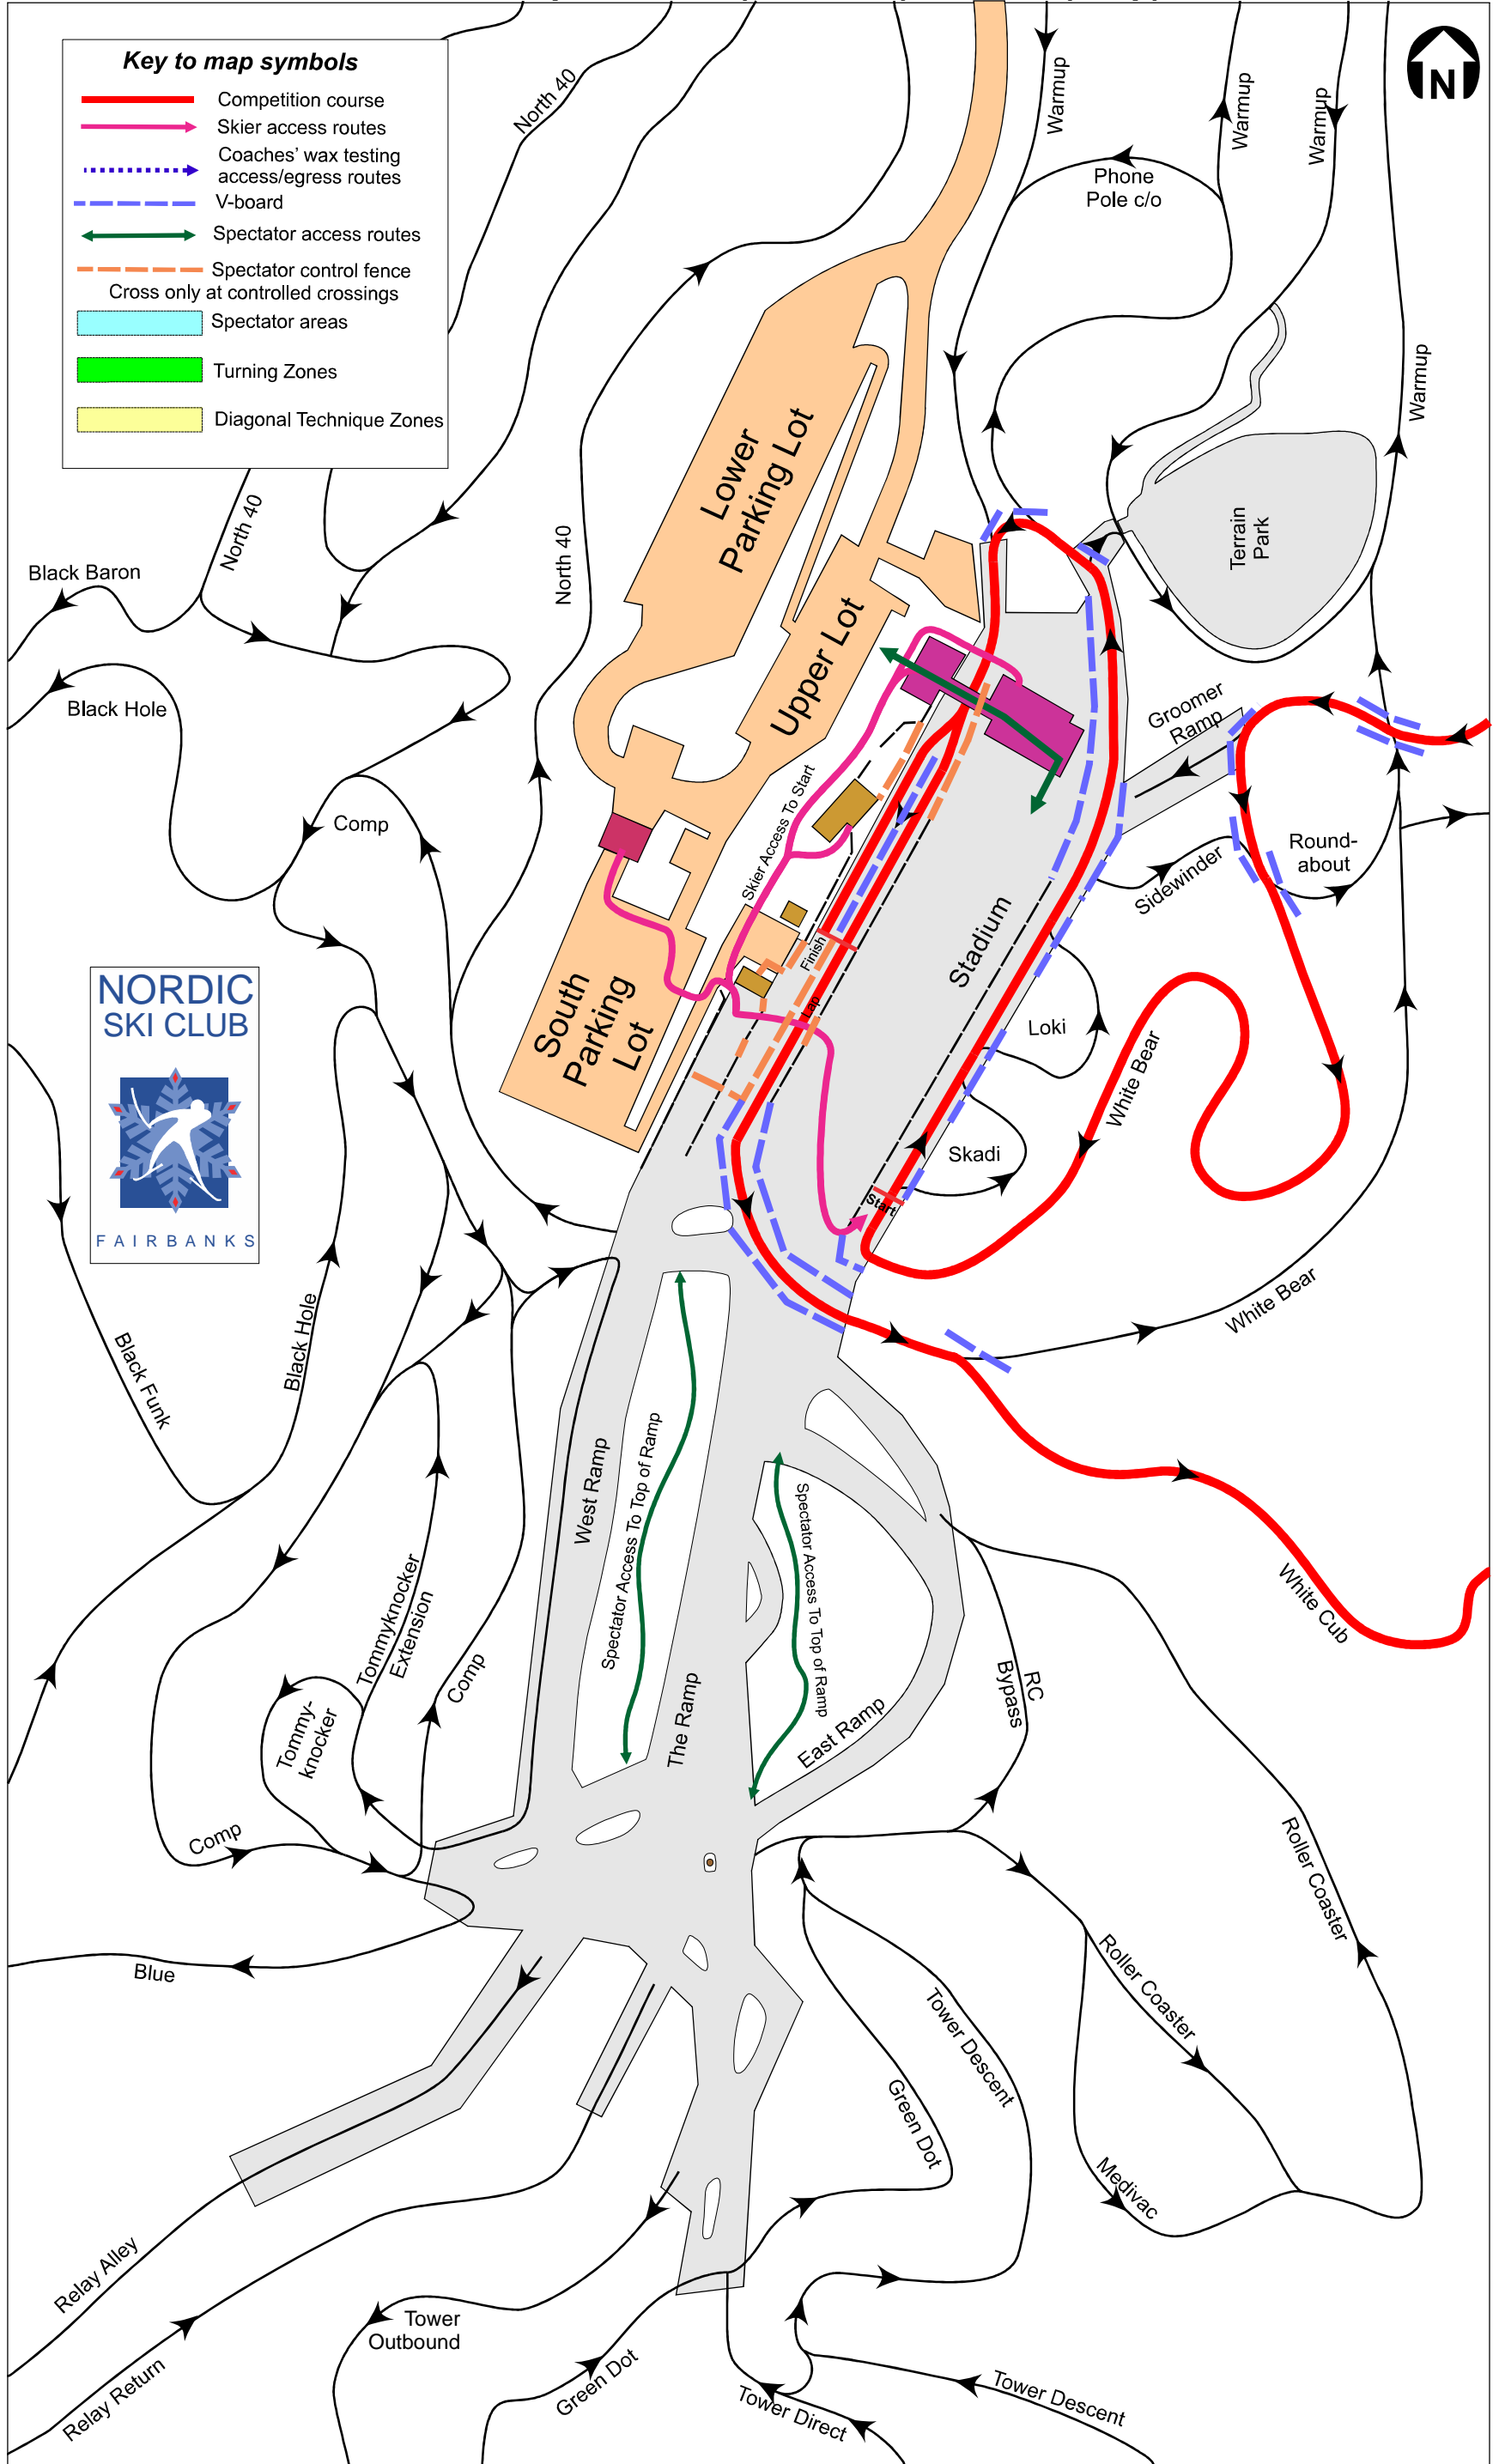 Key to map symbols
Competition course
Skier access routes
Coaches' wax testing
access/egress routes
V-board
Spectator access routes
Spectator control fence
Cross only at controlled crossings
Spectator areas
Turning Zones
Diagonal Technique Zones
N
North 40
Warmup
Warmup
Warmup
Phone
Pole c/o
Warmup
Lower
Parking Lot
Terrain
Park
North 40
North 40
Black Baron
Upper Lot
Black Hole
Groomer
Ramp
Comp
Skier Access To Start
Round-
about
Sidewinder
Stadium
Finish
Lap
NORDIC
SKI CLUB
FAIRBANKS
South
Parking
Lot
Loki
White Bear
Skadi
Start
White Bear
Black Funk
Black Hole
West Ramp
Spectator Access To Top of Ramp
Spectator Access To Top of Ramp
White Cub
Tommyknocker
Extension
Comp
Tommy-
knocker
The Ramp
East Ramp
RC
Bypass
Comp
Roller Coaster
Blue
Roller Coaster
Tower Descent
Green Dot
Medivac
Relay Alley
Tower
Outbound
Relay Return
Green Dot
Tower Direct
Tower Descent